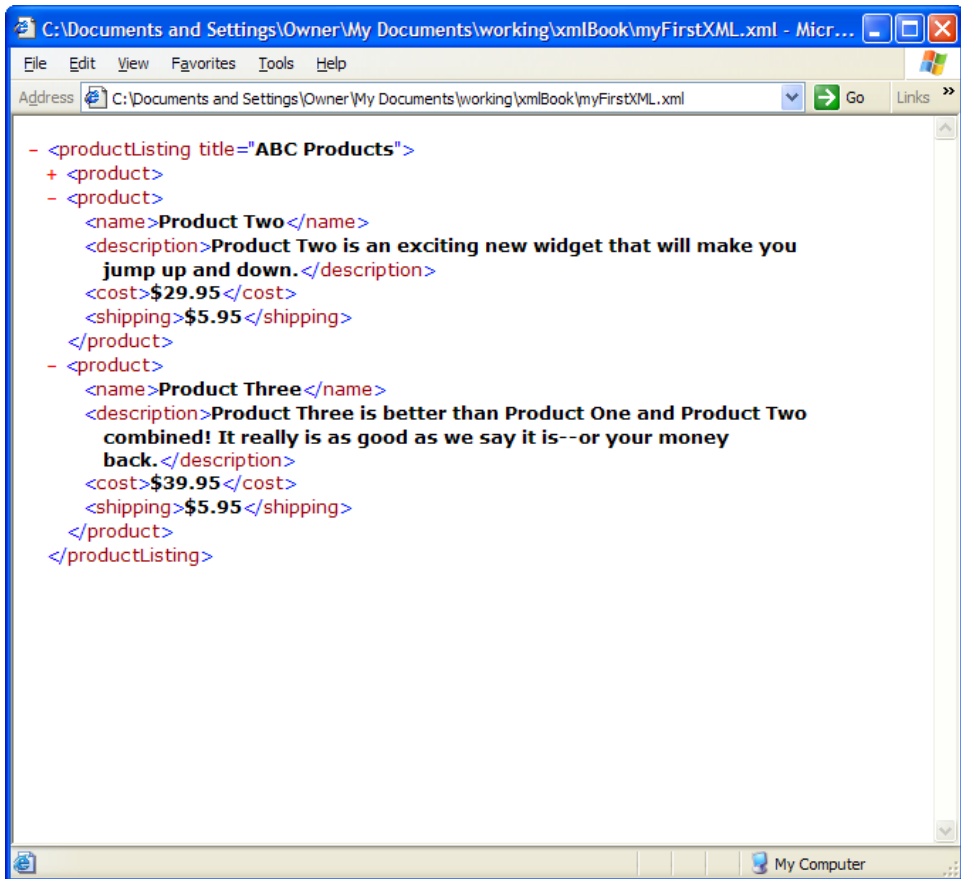 C:\Documents and Settings\Owner\My Documents\working\xmlBook\myFirstXML.xml - Micr...
File Edit View Favorites Tools Help
Address C:\Documents and Settings\Owner\My Documents\working\xmlBook\myFirstXML.xml Go Links »
- <productListing title="ABC Products">
+ <product>
- <product>
<name>Product Two</name>
<description>Product Two is an exciting new widget that will make you
jump up and down.</description>
<cost>$29.95</cost>
<shipping>$5.95</shipping>
</product>
- <product>
<name>Product Three</name>
<description>Product Three is better than Product One and Product Two
combined! It really is as good as we say it is--or your money
back.</description>
<cost>$39.95</cost>
<shipping>$5.95</shipping>
</product>
</productListing>
My Computer